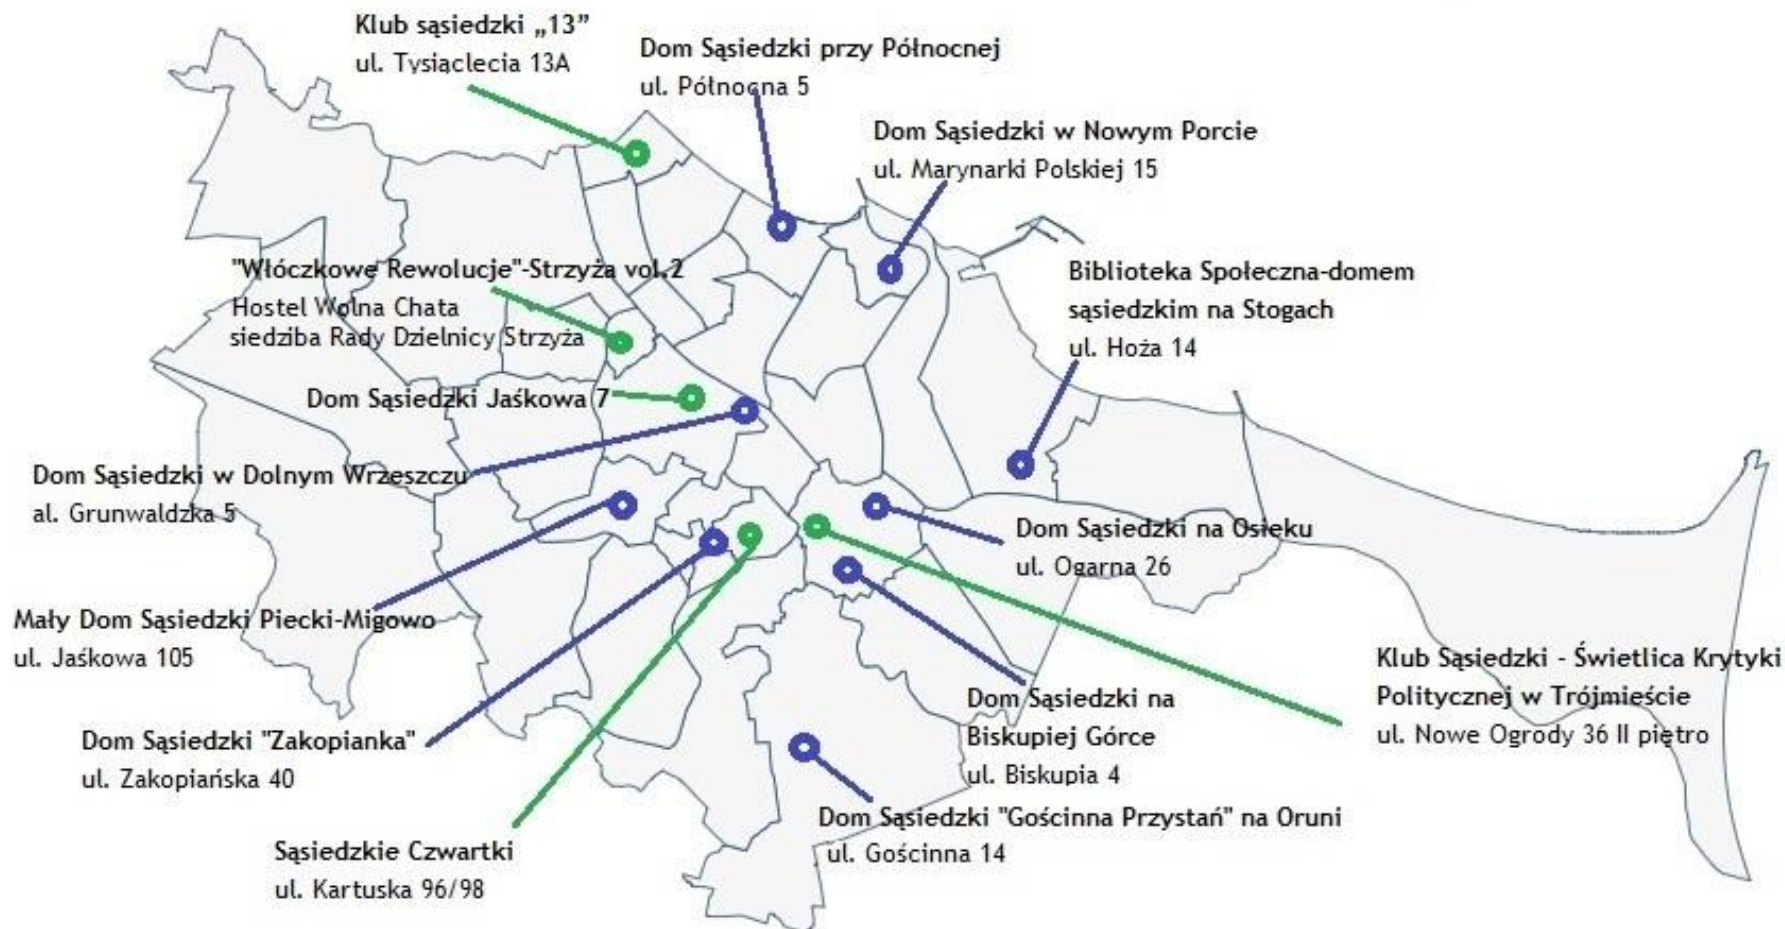 Klub sąsiedzki „13”
ul. Tysiąclecia 13A
Dom Sąsiedzki przy Północnej
ul. Północna 5
Dom Sąsiedzki w Nowym Porcie
ul. Marynarki Polskiej 15
"Włóczkowe Rewolucje"-Strzyża vol.2
Hostel Wolna Chata
siedziba Rady Dzielnicy Strzyża
Biblioteka Społeczna-domem
sąsiedzkim na Stogach
ul. Hoża 14
Dom Sąsiedzki Jaśkowa 7
Dom Sąsiedzki w Dolnym Wrzeszczu
al. Grunwaldzka 5
Dom Sąsiedzki na Osieku
ul. Ogarna 26
Mały Dom Sąsiedzki Piecki-Migowo
ul. Jaśkowa 105
Klub Sąsiedzki - Świetlica Krytyki
Politycznej w Trójmieście
ul. Nowe Ogrody 36 II piętro
Dom Sąsiedzki na
Biskupiej Górce
ul. Biskupia 4
Dom Sąsiedzki "Zakopianka"
ul. Zakopiańska 40
Dom Sąsiedzki "Gościnna Przystań" na Oruni
ul. Gościnna 14
Sąsiedzkie Czwartki
ul. Kartuska 96/98